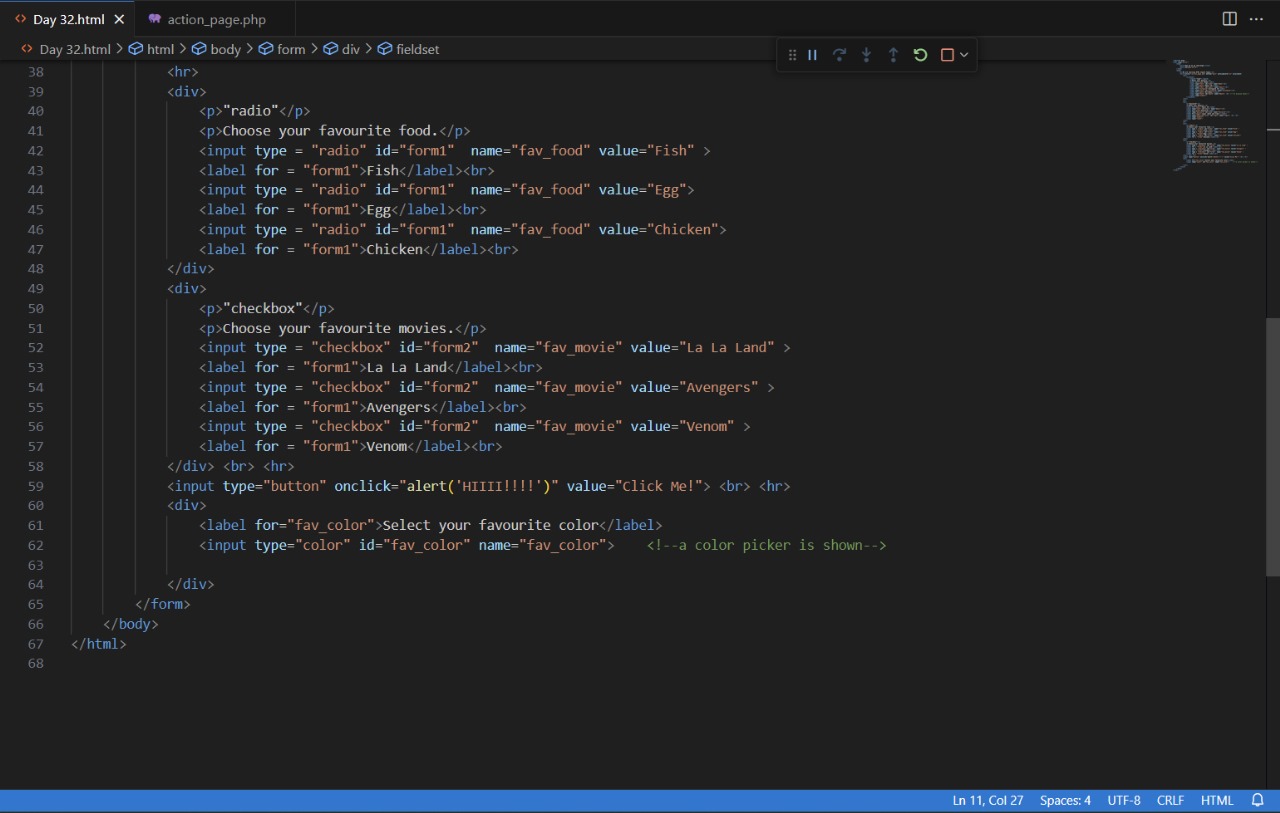 Day 32.html
action_page.php
Day 32.html > html > body > form > div > fieldset
38 <hr>
39 <div>
40 <p>"radio"</p>
41 <p>Choose your favourite food.</p>
42 <input type = "radio" id="form1"  name="fav_food" value="Fish" >
43 <label for = "form1">Fish</label><br>
44 <input type = "radio" id="form1"  name="fav_food" value="Egg">
45 <label for = "form1">Egg</label><br>
46 <input type = "radio" id="form1"  name="fav_food" value="Chicken">
47 <label for = "form1">Chicken</label><br>
48 </div>
49 <div>
50 <p>"checkbox"</p>
51 <p>Choose your favourite movies.</p>
52 <input type = "checkbox" id="form2"  name="fav_movie" value="La La Land" >
53 <label for = "form1">La La Land</label><br>
54 <input type = "checkbox" id="form2"  name="fav_movie" value="Avengers" >
55 <label for = "form1">Avengers</label><br>
56 <input type = "checkbox" id="form2"  name="fav_movie" value="Venom" >
57 <label for = "form1">Venom</label><br>
58 </div> <br> <hr>
59 <input type="button" onclick="alert('HIIII!!!!')" value="Click Me!"> <br> <hr>
60 <div>
61 <label for="fav_color">Select your favourite color</label>
62 <input type="color" id="fav_color" name="fav_color">    <!--a color picker is shown-->
63
64 </div>
65 </form>
66 </body>
67 </html>
68
Ln 11, Col 27 Spaces: 4 UTF-8 CRLF HTML